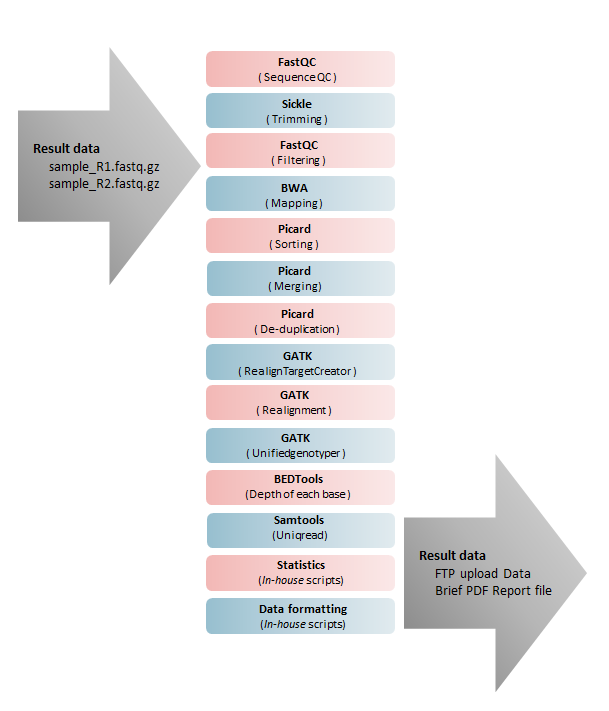 Result data
sample_R1.fastq.gz
sample_R2.fastq.gz
FastQC
(SequenceQC)
Sickle
(Trimming)
FastQC
(Filtering)
BWA
(Mapping)
Picard
(Sorting)
Picard
(Merging)
Picard
(De-duplication)
GATK
(RealignTargetCreator)
GATK
(Realignment)
GATK
(Unifiedgenotyper)
BEDTools
(Depth of each base)
Samtools
(Uniqread)
Statistics
(In-house scripts)
Data formatting
(In-house scripts)
Result data
FTP upload Data
Brief PDF Report file